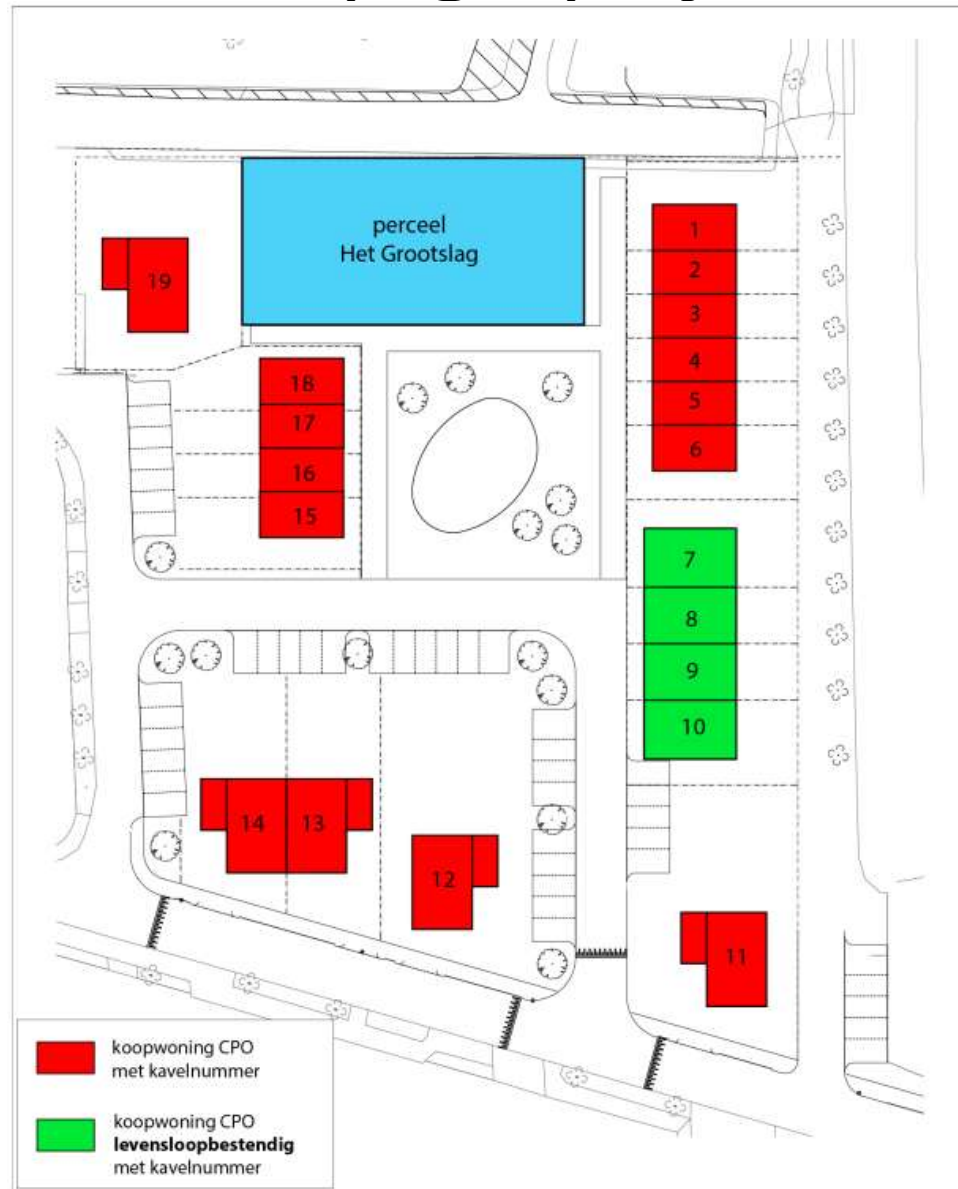 perceel
Het Grootslag
1
2
3
4
5
6
7
8
9
10
11
12
13
14
15
16
17
18
19
koopwoning CPO
met kavelnummer
koopwoning CPO
levensloopbestendig
met kavelnummer